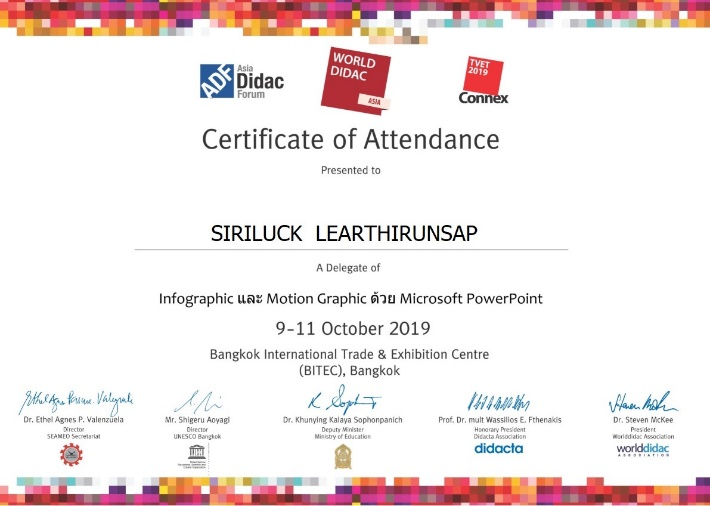 ADF
Asia
Didac
Forum
WORLD
DIDAC
ASIA
TVET
2019
Connex
Certificate of Attendance
Presented to
SIRILUCK LEARTHIRUNSAP
A Delegate of
Infographic และ Motion Graphic ด้วย Microsoft PowerPoint
9-11 October 2019
Bangkok International Trade & Exhibition Centre
(BITEC), Bangkok
Dr. Ethel Agnes P. Valenzuela
Director
SEAMEO Secretariat
Mr. Shigeru Aoyagi
Director
UNESCO Bangkok
Dr. Khunying Kalaya Sophonpanich
Deputy Minister
Ministry of Education
Prof. Dr. mult Wassilios E. Fthenakis
Honorary President
Didacta Association
didacta
Dr. Steven McKee
President
Worlddidac Association
worlddidac
ASSOCIATION